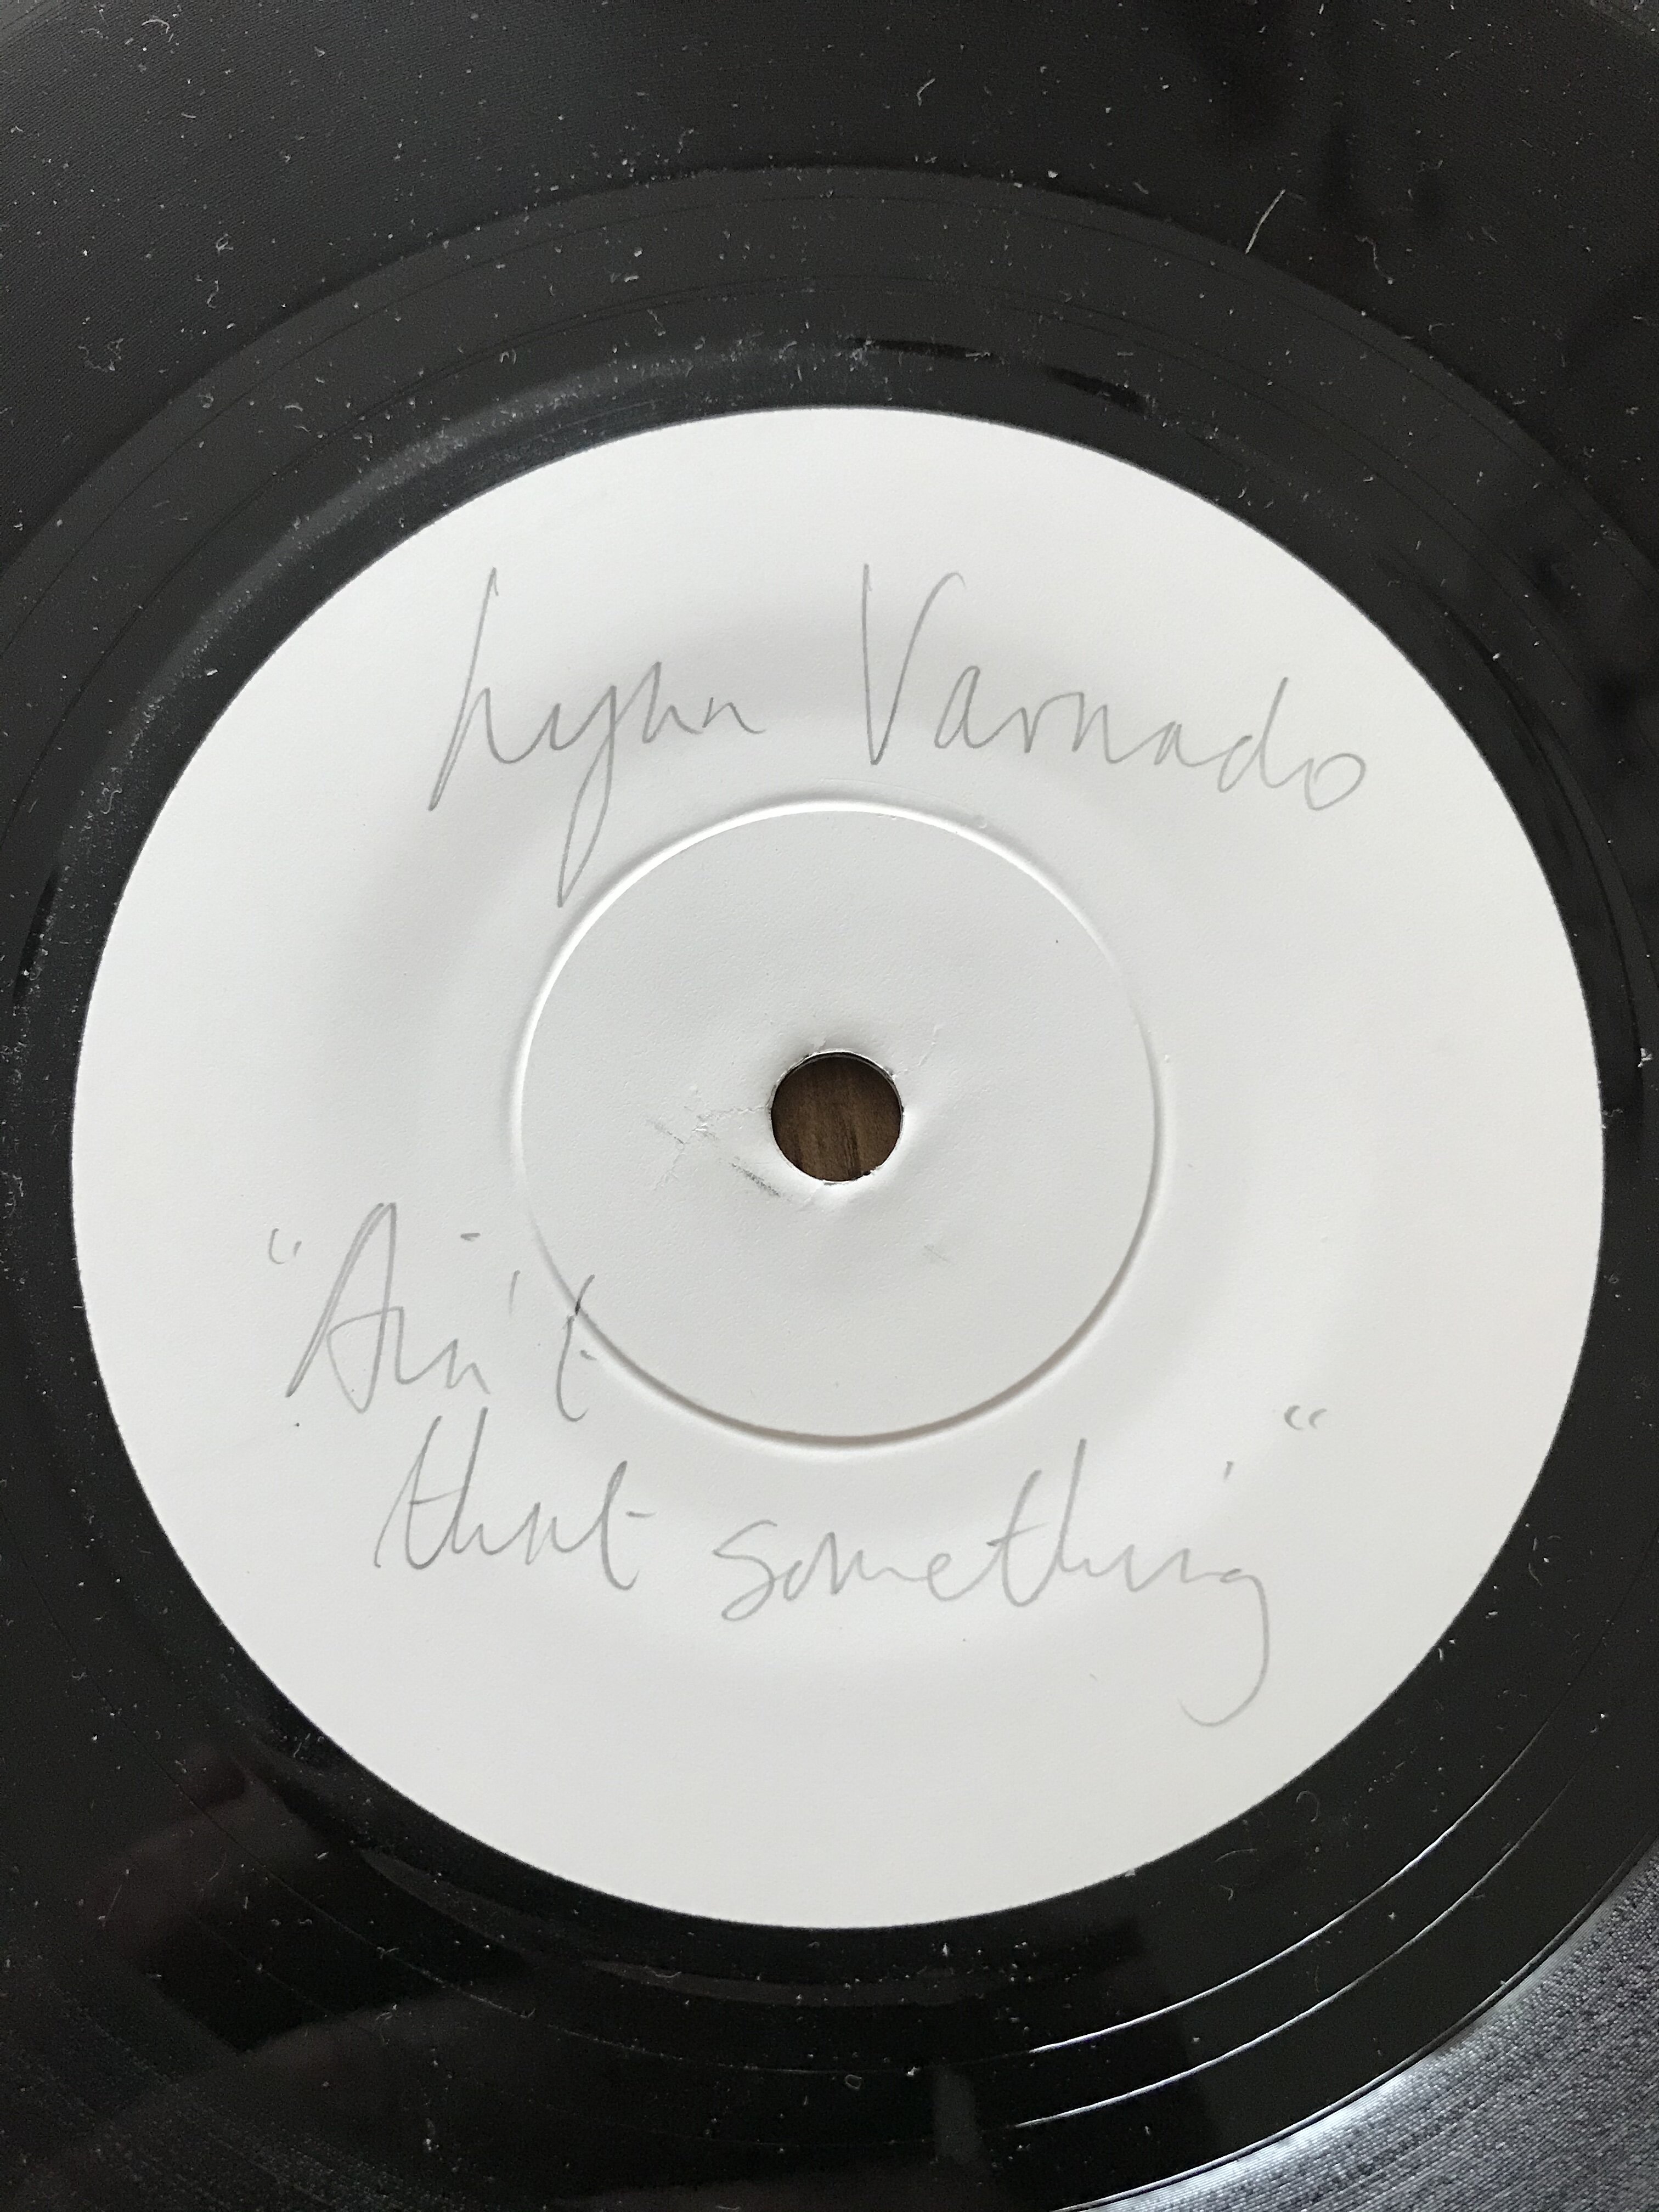 Lynn Varnado
"Ain't
that something"